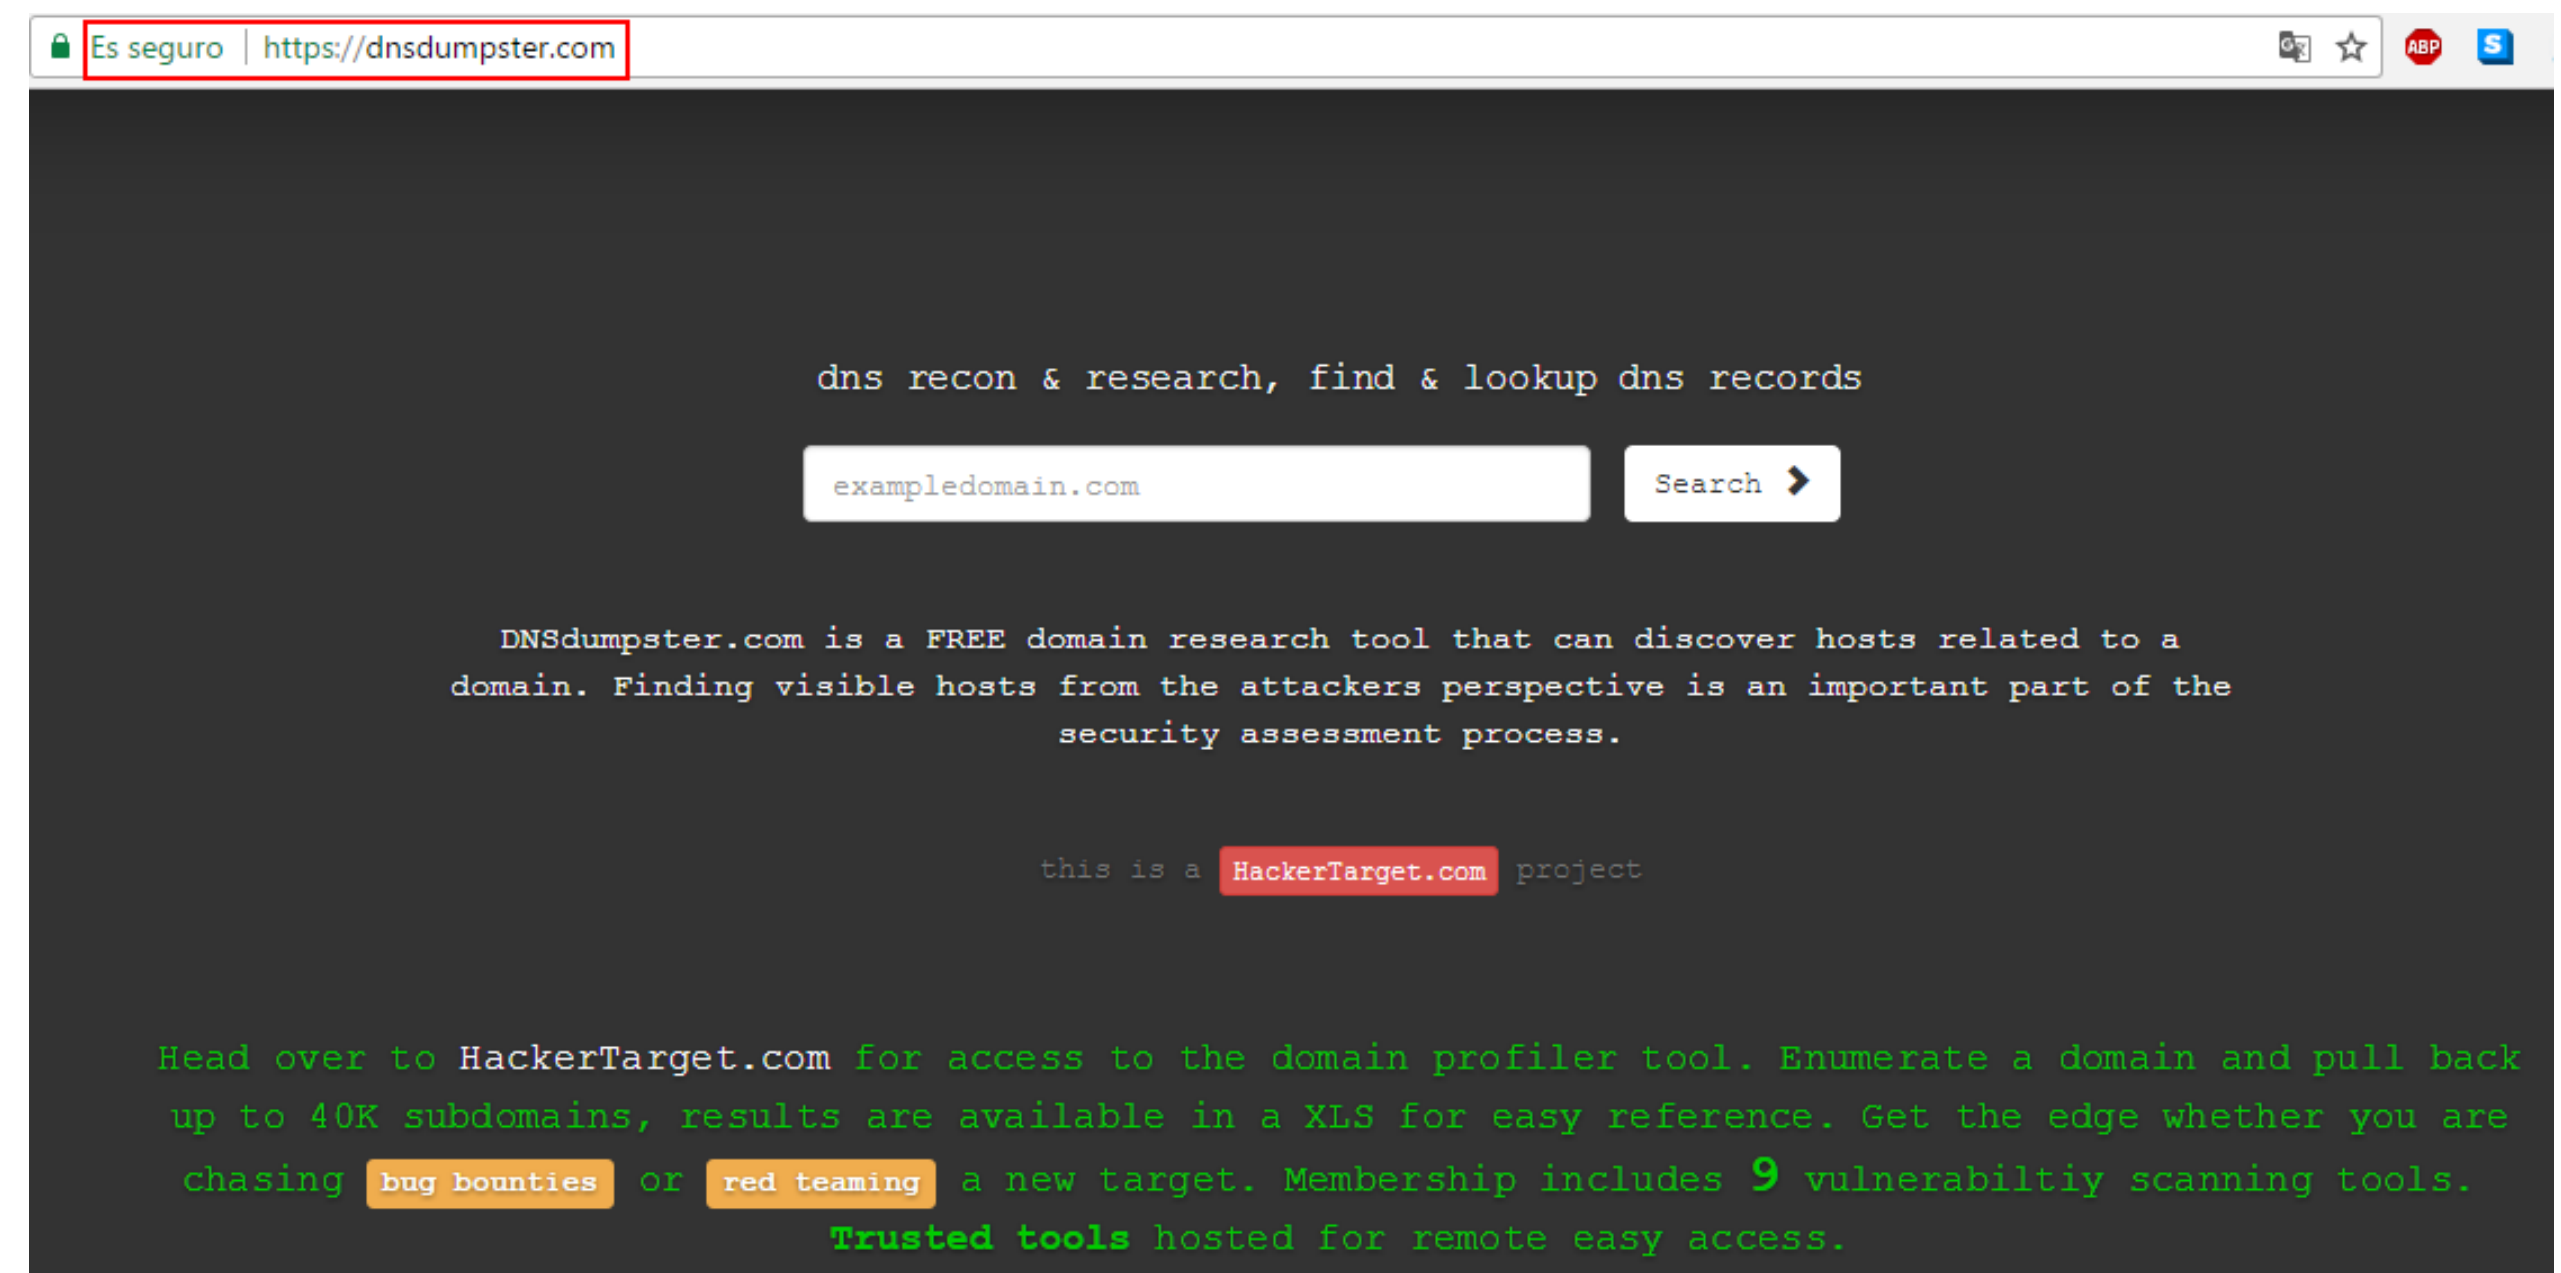 Es seguro | https://dnsdumpster.com
ABP
S
dns recon & research, find & lookup dns records
exampledomain.com
Search
DNSdumpster.com is a FREE domain research tool that can discover hosts related to a
domain. Finding visible hosts from the attackers perspective is an important part of the
security assessment process.
this is a HackerTarget.com project
Head over to HackerTarget.com for access to the domain profiler tool. Enumerate a domain and pull back
up to 40K subdomains, results are available in a XLS for easy reference. Get the edge whether you are
chasing bug bounties or red teaming a new target. Membership includes 9 vulnerabiltiy scanning tools.
Trusted tools hosted for remote easy access.